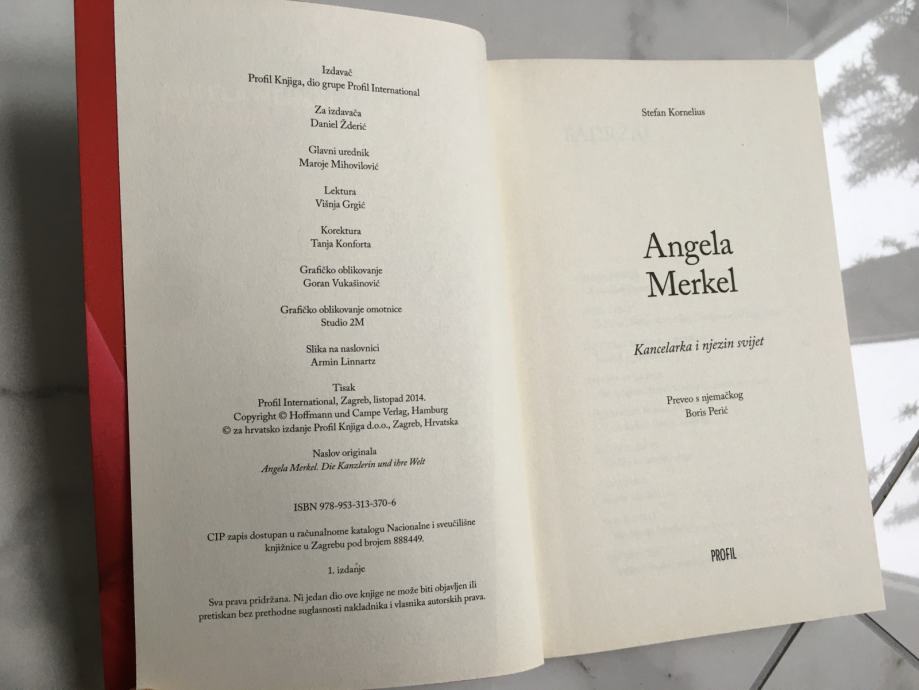 Izdavač
Profil Knjiga, dio grupe Profil International
Za izdavača
Daniel Žderić
Glavni urednik
Maroje Mihovilović
Lektura
Višnja Grgić
Korektura
Tanja Konforta
Grafičko oblikovanje
Goran Vukašinović
Grafičko oblikovanje omotnice
Studio 2M
Slika na naslovnici
Armin Linnartz
Tisak
Profil International, Zagreb, listopad 2014.
Copyright © Hoffmann und Campe Verlag, Hamburg
© za hrvatsko izdanje Profil Knjiga d.o.o., Zagreb, Hrvatska
Naslov originala
Angela Merkel. Die Kanzlerin und ihre Welt
ISBN 978-953-313-370-6
CIP zapis dostupan u računalnome katalogu Nacionalne i sveučilišne
knjižnice u Zagrebu pod brojem 888449.
1. izdanje
Sva prava pridržana. Ni jedan dio ove knjige ne može biti objavljen ili
pretiskan bez prethodne suglasnosti nakladnika i vlasnika autorskih prava.
Stefan Kornelius
Angela
Merkel
Kancelarka i njezin svijet
Preveo s njemačkog
Boris Perić
PROFIL